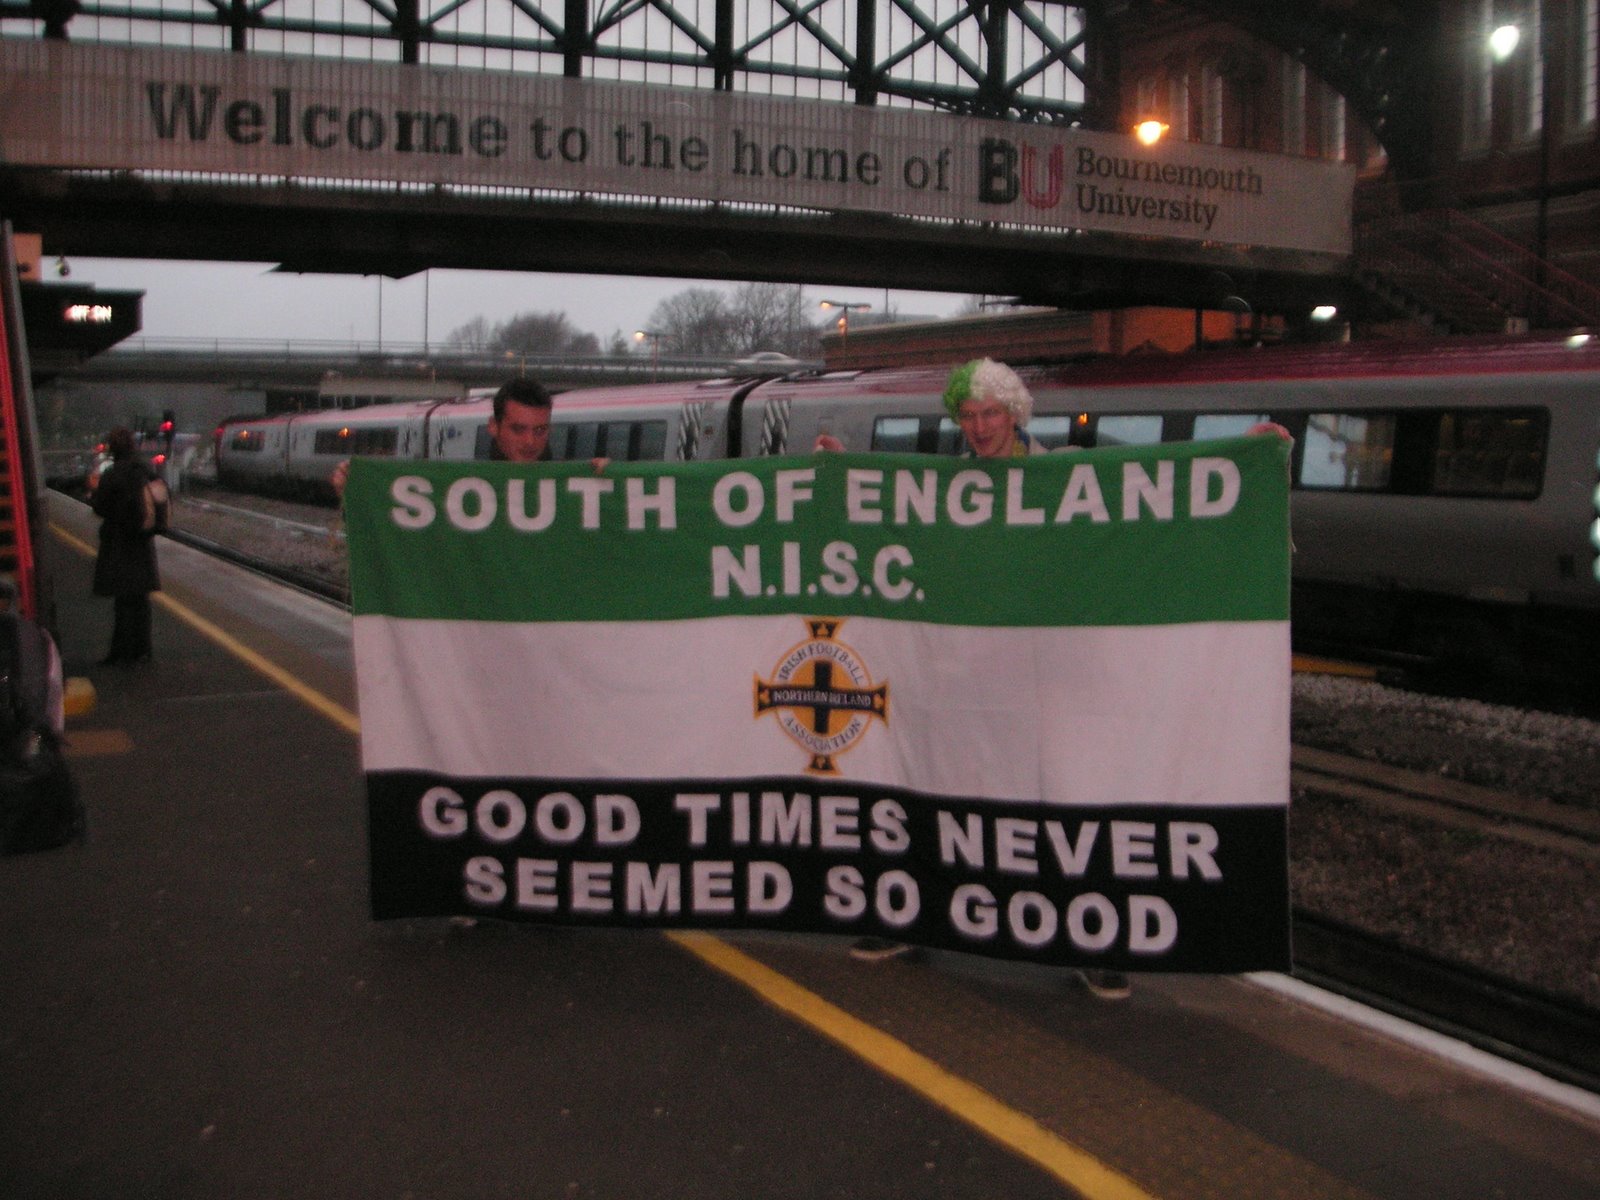 Welcome to the home of BU Bournemouth
University
SOUTH OF ENGLAND
N.I.S.C.
IRISH FOOTBALL
NORTHERN IRELAND
ASSOCIATION
GOOD TIMES NEVER
SEEMED SO GOOD